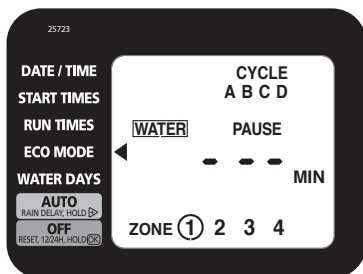 25723
DATE / TIME
START TIMES
RUN TIMES
ECO MODE
WATER DAYS
AUTO
RAIN DELAY, HOLD
OFF
RESET, 12/24H, HOLD OK
CYCLE
A B C D
WATER PAUSE
- - -
MIN
ZONE 1 2 3 4